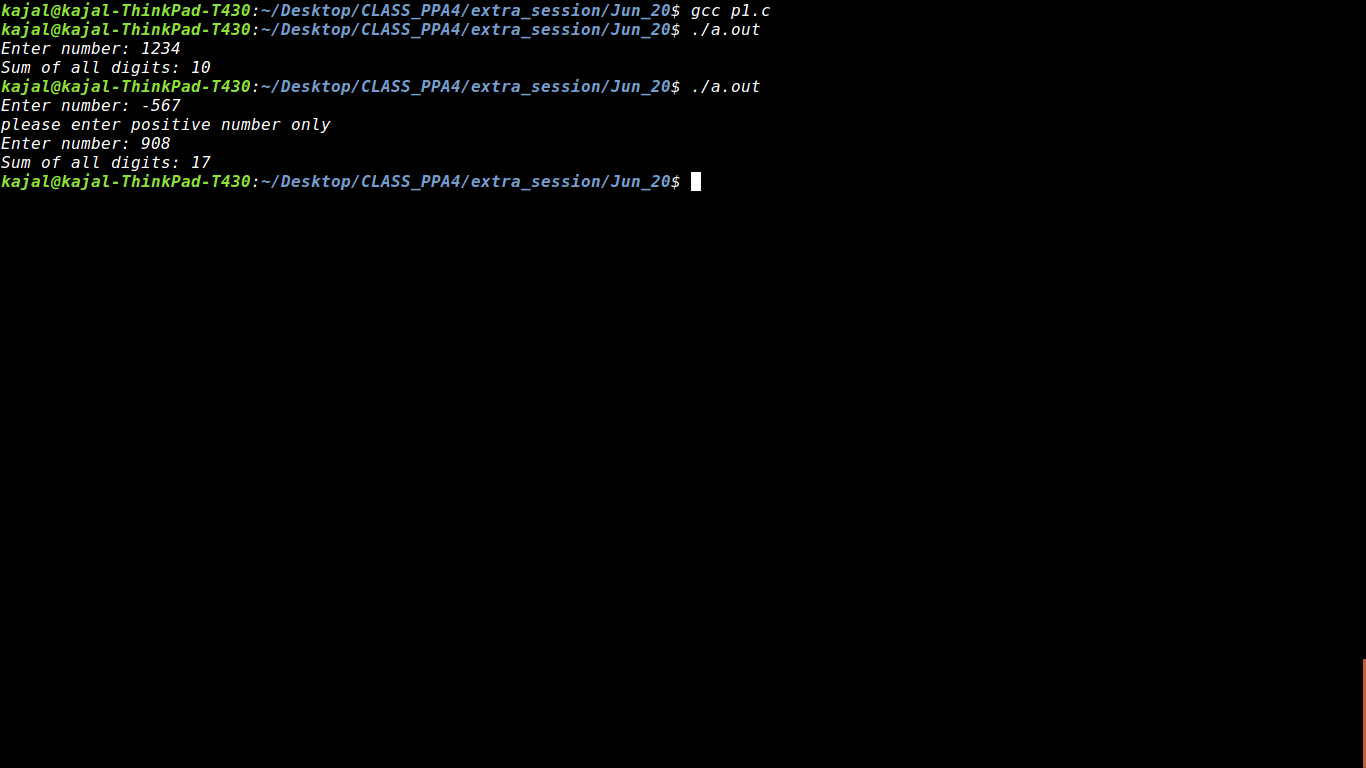 kajal@kajal-ThinkPad-T430:~/Desktop/CLASS_PPA4/extra_session/Jun_20$ gcc p1.c
kajal@kajal-ThinkPad-T430:~/Desktop/CLASS_PPA4/extra_session/Jun_20$ ./a.out
Enter number: 1234
Sum of all digits: 10
kajal@kajal-ThinkPad-T430:~/Desktop/CLASS_PPA4/extra_session/Jun_20$ ./a.out
Enter number: -567
please enter positive number only
Enter number: 908
Sum of all digits: 17
kajal@kajal-ThinkPad-T430:~/Desktop/CLASS_PPA4/extra_session/Jun_20$